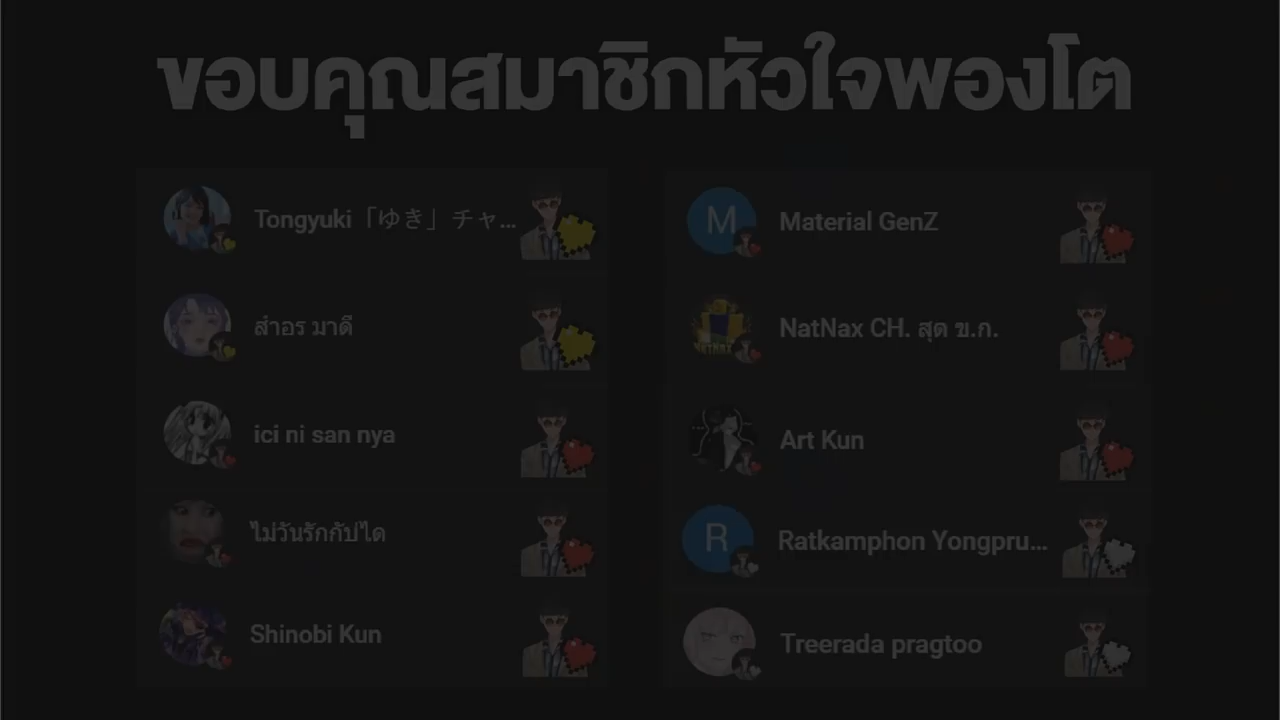 ขอบคุณสมาชิกหัวใจพองโต
Tongyuki「ゆき」チャ...
สำอร มาดี
ici ni san nya
ไม่วันรักกัปได
Shinobi Kun
M
Material GenZ
NatNax CH. สุด ข.ก.
Art Kun
R
Ratkamphon Yongpru...
Treerada pragtoo